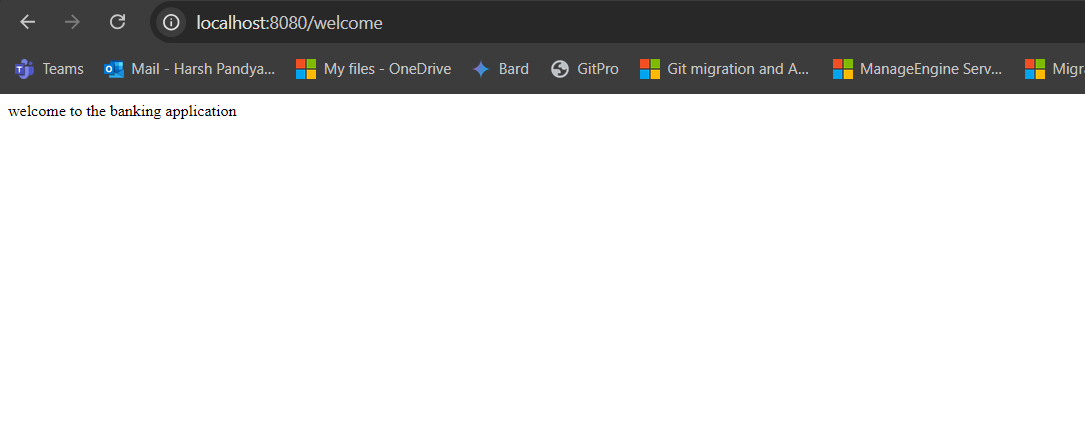 localhost:8080/welcome
Teams Mail - Harsh Pandya... My files - OneDrive Bard GitPro Git migration and A... ManageEngine Serv... Migr
welcome to the banking application